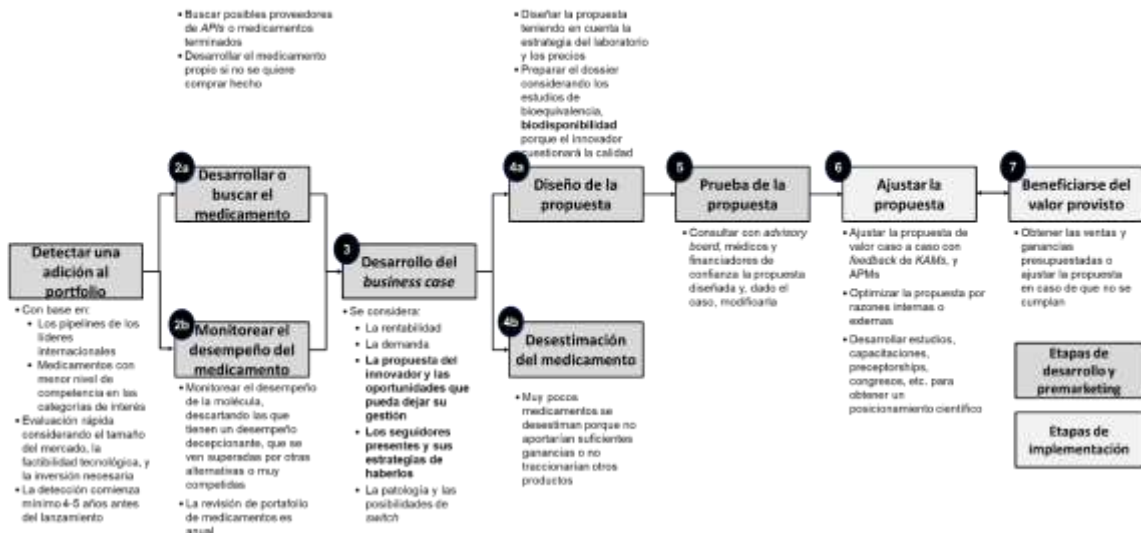 • Buscar posibles proveedores
de APIs o medicamentos
terminados
• Desarrollar el medicamento
propio si no se quiere
comprar hecho
2a
Desarrollar o
buscar el
medicamento
Detectar una
adición al
portfolio
• Con base en:
• Los pipelines de los
líderes
internacionales
• Medicamentos con
menor nivel de
competencia en las
categorías de interés
• Evaluación rápida
considerando el tamaño
del mercado, la
factibilidad tecnológica, y
la inversión necesaria
• La detección comienza
mínimo 4-5 años antes
del lanzamiento
2b
Monitorear el
desempeño del
medicamento
• Monitorear el desempeño
de la molécula,
descartando las que
tienen un desempeño
decepcionante, que se
ven superadas por otras
alternativas o muy
competidas
• La revisión de portafolio
de medicamentos es
anual
3
Desarrollo del
business case
• Se considera:
• La rentabilidad
• La demanda
• La propuesta del
innovador y las
oportunidades que
pueda dejar su
gestión
• Los seguidores
presentes y sus
estrategias de
haberlos
• La patología y las
posibilidades de
switch
• Diseñar la propuesta
teniendo en cuenta la
estrategia del laboratorio
y los precios
• Preparar el dossier
considerando los
estudios de
bioequivalencia,
biodisponibilidad
porque el innovador
cuestionará la calidad
4a
Diseño de la
propuesta
4b
Desestimación
del medicamento
• Muy pocos
medicamentos se
desestiman porque no
aportarían suficientes
ganancias o no
traccionarían otros
productos
5
Prueba de la
propuesta
• Consultar con advisory
board, médicos y
financiadores de
confianza la propuesta
diseñada y, dado el
caso, modificarla
6
Ajustar la
propuesta
• Ajustar la propuesta de
valor caso a caso con
feedback de KAMs, y
APMs
• Optimizar la propuesta por
razones internas o
externas
• Desarrollar estudios,
capacitaciones,
preceptorships,
congresos, etc. para
obtener un
posicionamiento científico
7
Beneficiarse del
valor provisto
• Obtener las ventas y
ganancias
presupuestadas o
ajustar la propuesta
en caso de que no se
cumplan
Etapas de
desarrollo y
premarketing
Etapas de
implementación